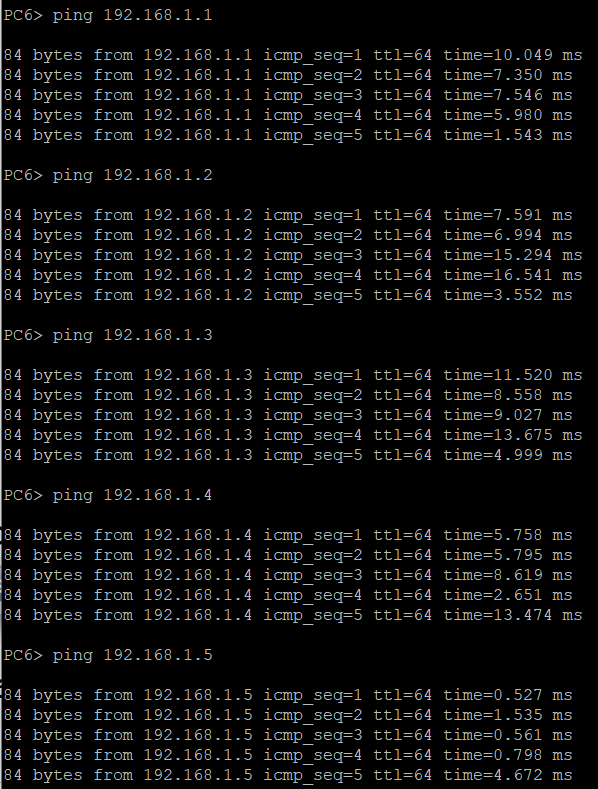 PC6> ping 192.168.1.1
84 bytes from 192.168.1.1 icmp_seq=1 ttl=64 time=10.049 ms
84 bytes from 192.168.1.1 icmp_seq=2 ttl=64 time=7.350 ms
84 bytes from 192.168.1.1 icmp_seq=3 ttl=64 time=7.546 ms
84 bytes from 192.168.1.1 icmp_seq=4 ttl=64 time=5.980 ms
84 bytes from 192.168.1.1 icmp_seq=5 ttl=64 time=1.543 ms
PC6> ping 192.168.1.2
84 bytes from 192.168.1.2 icmp_seq=1 ttl=64 time=7.591 ms
84 bytes from 192.168.1.2 icmp_seq=2 ttl=64 time=6.994 ms
84 bytes from 192.168.1.2 icmp_seq=3 ttl=64 time=15.294 ms
84 bytes from 192.168.1.2 icmp_seq=4 ttl=64 time=16.541 ms
84 bytes from 192.168.1.2 icmp_seq=5 ttl=64 time=3.552 ms
PC6> ping 192.168.1.3
84 bytes from 192.168.1.3 icmp_seq=1 ttl=64 time=11.520 ms
84 bytes from 192.168.1.3 icmp_seq=2 ttl=64 time=8.558 ms
84 bytes from 192.168.1.3 icmp_seq=3 ttl=64 time=9.027 ms
84 bytes from 192.168.1.3 icmp_seq=4 ttl=64 time=13.675 ms
84 bytes from 192.168.1.3 icmp_seq=5 ttl=64 time=4.999 ms
PC6> ping 192.168.1.4
84 bytes from 192.168.1.4 icmp_seq=1 ttl=64 time=5.758 ms
84 bytes from 192.168.1.4 icmp_seq=2 ttl=64 time=5.795 ms
84 bytes from 192.168.1.4 icmp_seq=3 ttl=64 time=8.619 ms
84 bytes from 192.168.1.4 icmp_seq=4 ttl=64 time=2.651 ms
84 bytes from 192.168.1.4 icmp_seq=5 ttl=64 time=13.474 ms
PC6> ping 192.168.1.5
84 bytes from 192.168.1.5 icmp_seq=1 ttl=64 time=0.527 ms
84 bytes from 192.168.1.5 icmp_seq=2 ttl=64 time=1.535 ms
84 bytes from 192.168.1.5 icmp_seq=3 ttl=64 time=0.561 ms
84 bytes from 192.168.1.5 icmp_seq=4 ttl=64 time=0.798 ms
84 bytes from 192.168.1.5 icmp_seq=5 ttl=64 time=4.672 ms